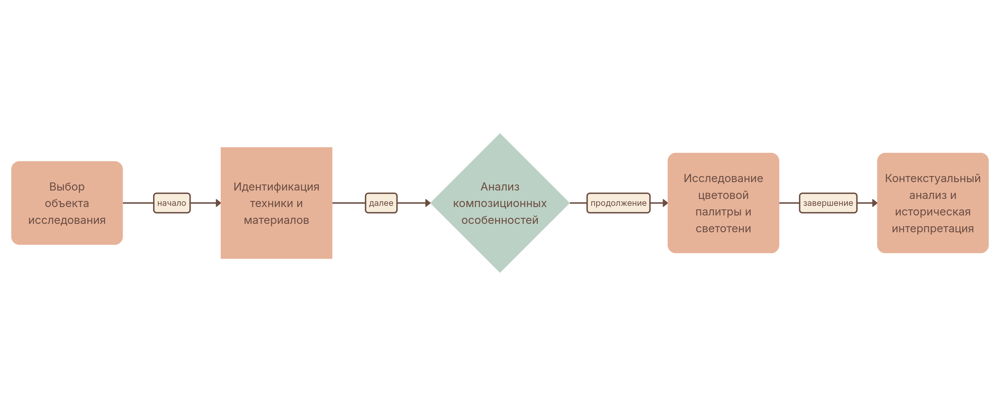 Выбор
объекта
исследования
начало
Идентификация
техники и
материалов
далее
Анализ
композиционных
особенностей
продолжение
Исследование
цветовой
палитры и
светотени
завершение
Контекстуальный
анализ и
историческая
интерпретация